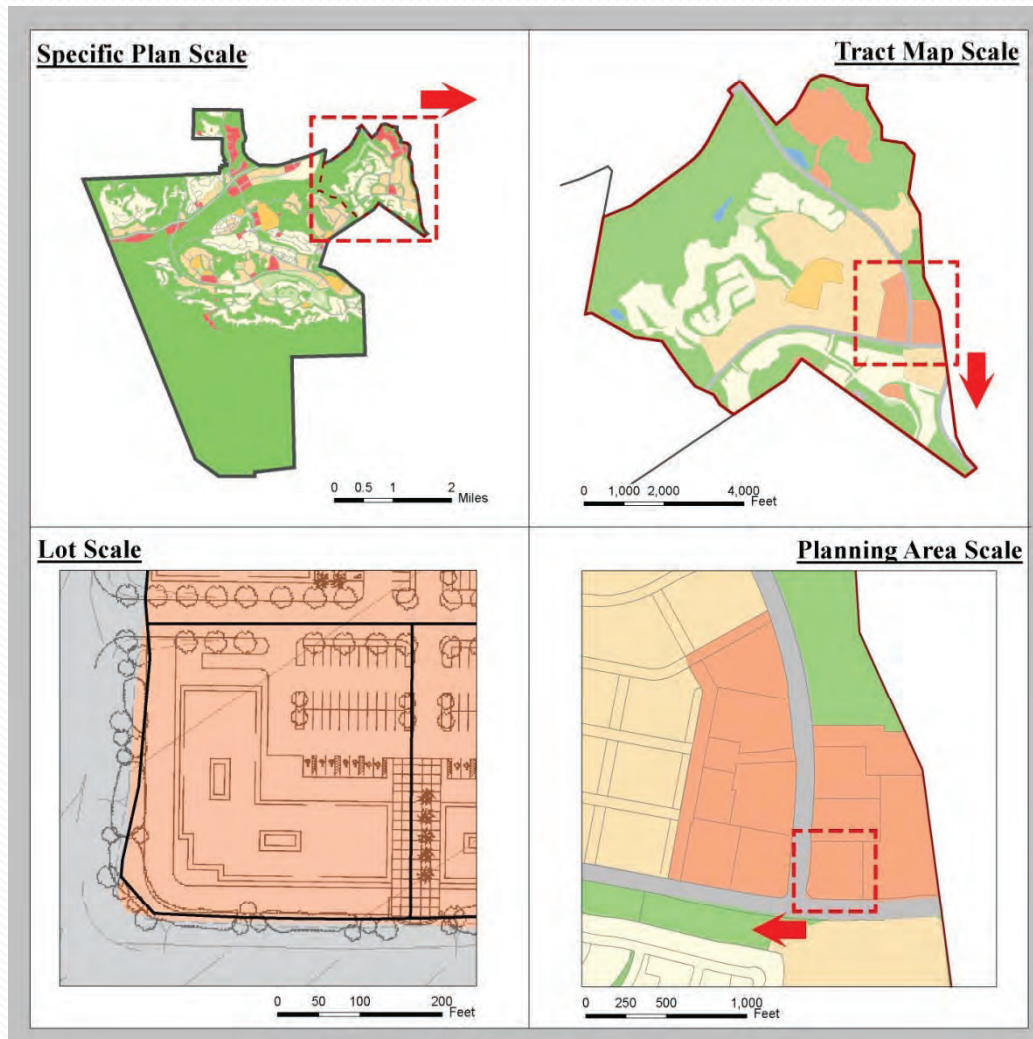 Specific Plan Scale
0 0.5 1 2
Miles
Tract Map Scale
0 1,000 2,000 4,000
Feet
Lot Scale
0 50 100 200
Feet
Planning Area Scale
0 250 500 1,000
Feet